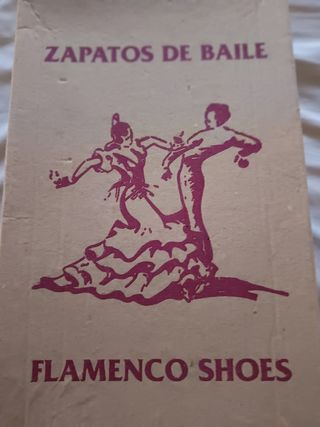 ZAPATOS DE BAILE
FLAMENCO SHOES